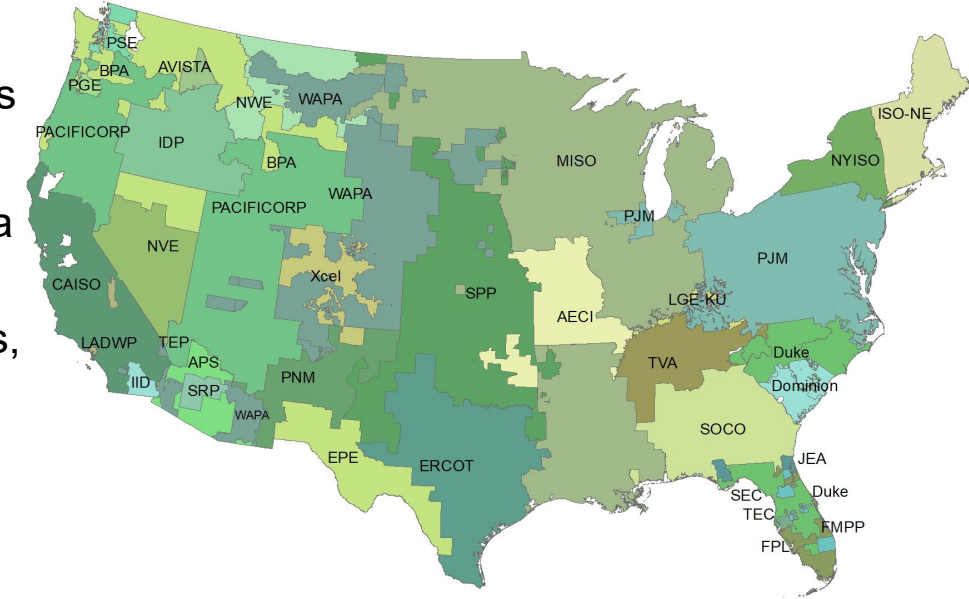 PSE
BPA
AVISTA
PGE
s
NWE
WAPA
ISO-NE
PACIFICORP
IDP
NYISO
BPA
MISO
WAPA
PACIFICORP
PJM
a
NVE
PJM
CAISO
Xcel
SPP
LGE-KU
AECI
s,
LADWP
TEP
APS
Duke
TVA
IID
SRP
PNM
Dominion
WAPA
SOCO
EPE
ERCOT
JEA
SEC
Duke
TEC
FMPP
FPL